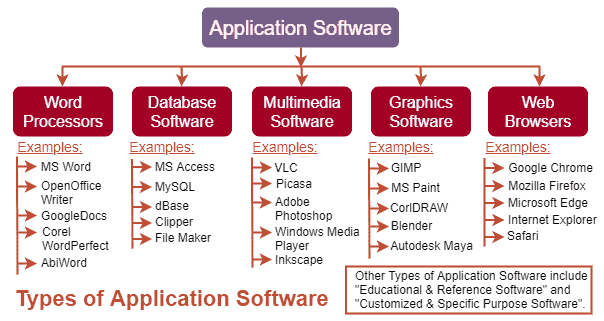 Application Software
Word
Processors
Examples:
MS Word
OpenOffice
Writer
GoogleDocs
Corel
WordPerfect
AbiWord
Database
Software
Examples:
MS Access
MySQL
dBase
Clipper
File Maker
Multimedia
Software
Examples:
VLC
Picasa
Adobe
Photoshop
Windows Media
Player
Inkscape
Graphics
Software
Examples:
GIMP
MS Paint
CorlDRAW
Blender
Autodesk Maya
Web
Browsers
Examples:
Google Chrome
Mozilla Firefox
Microsoft Edge
Internet Explorer
Safari
Types of Application Software
Other Types of Application Software include
"Educational & Reference Software" and
"Customized & Specific Purpose Software".